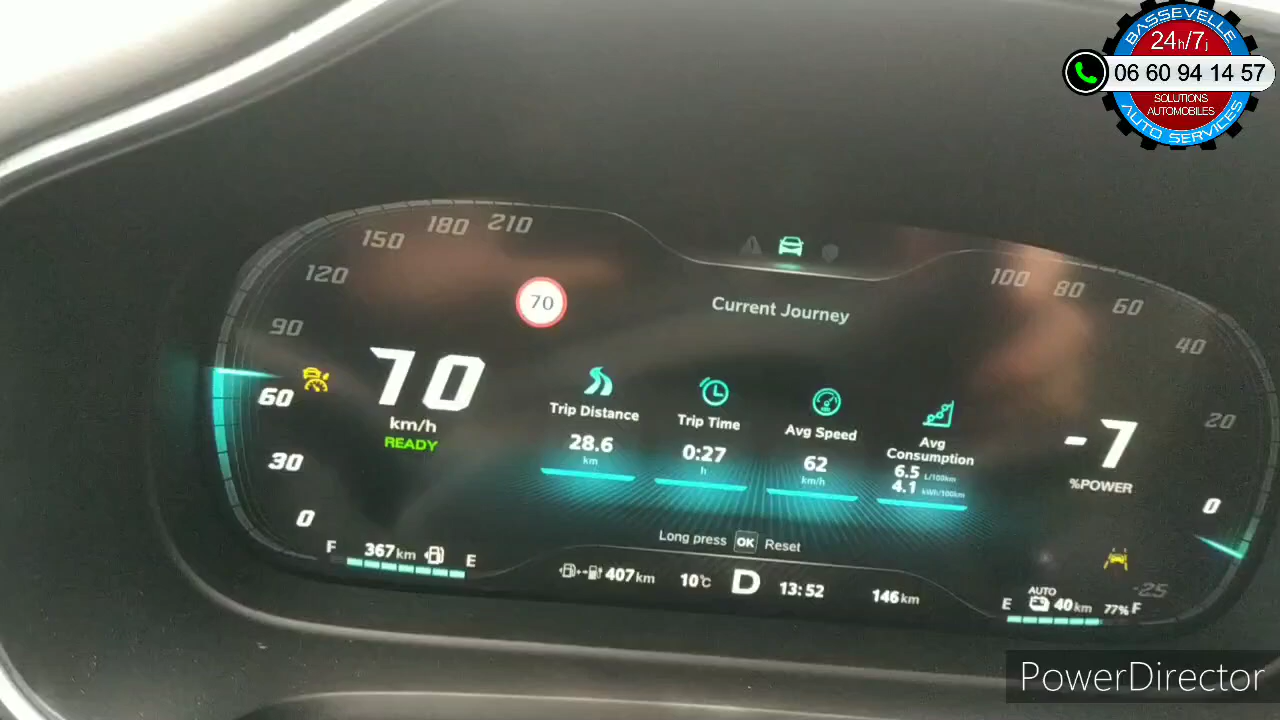 BASSEVELLE
24h/7j
06 60 94 14 57
SOLUTIONS
AUTOMOBILES
AUTO SERVICES
210
180
150
120
90
60
30
0
70
70
km/h
READY
Current Journey
Trip Distance
28.6
km
Trip Time
0:27
h
Avg Speed
62
km/h
Avg
Consumption
6.5 L/100km
4.1 kWh/100km
100
80
60
40
20
0
-25
-7
%POWER
Long press OK Reset
F 367km E
407km 10°C D 13:52 146km
AUTO
E 40km 77% F
PowerDirector